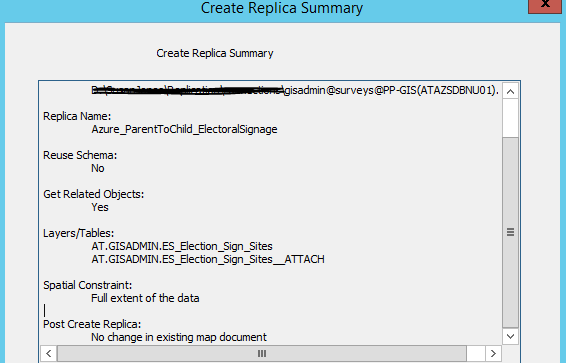 Create Replica Summary
x
Create Replica Summary
gisadmin@surveys@PP-GIS(ATAZSDBNU01).
Replica Name:
Azure_ParentToChild_ElectoralSignage
Reuse Schema:
No
Get Related Objects:
Yes
Layers/Tables:
AT.GISADMIN.ES_Election_Sign_Sites
AT.GISADMIN.ES_Election_Sign_Sites__ATTACH
Spatial Constraint:
Full extent of the data
Post Create Replica:
No change in existing map document